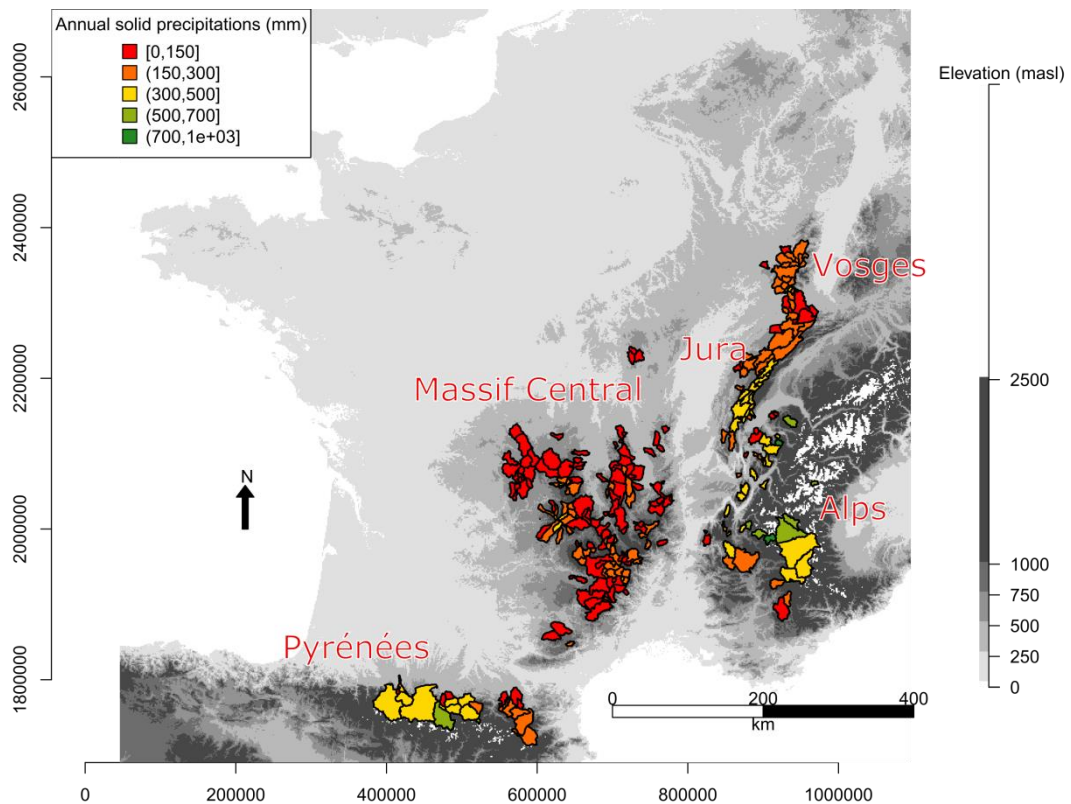 Annual solid precipitations (mm)
[0,150]
(150,300]
(300,500]
(500,700]
(700,1e+03]
Elevation (masl)
2500
1000
750
500
250
0
2600000
2400000
2200000
2000000
1800000
Vosges
Jura
Massif Central
N
Alps
Pyrénées
0 200 400
km
0 200000 400000 600000 800000 1000000